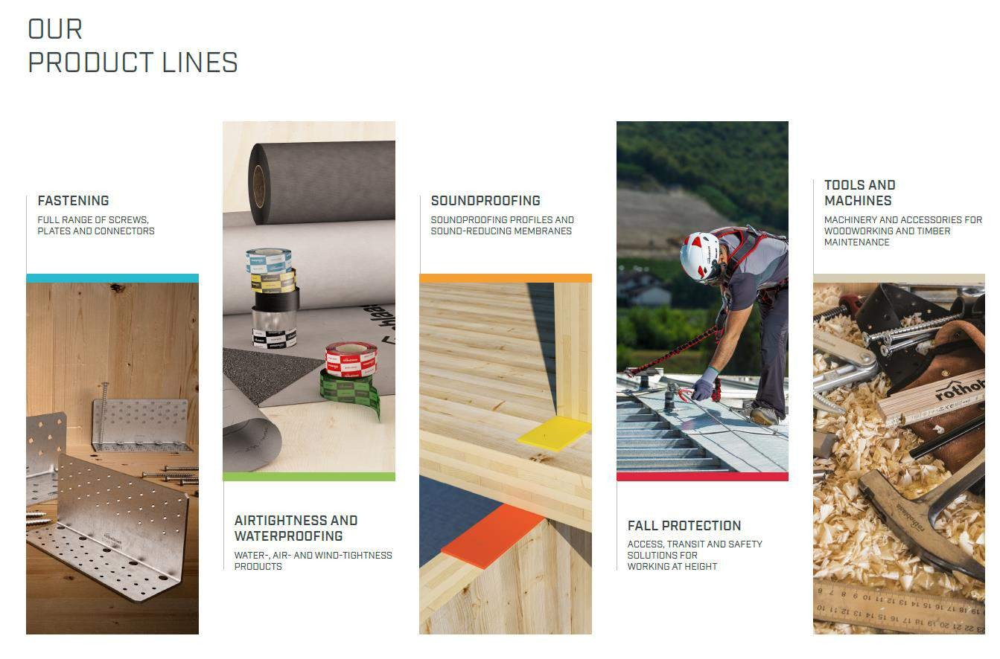 OUR
PRODUCT LINES
FASTENING
FULL RANGE OF SCREWS,
PLATES AND CONNECTORS
AIRTIGHTNESS AND
WATERPROOFING
WATER-, AIR- AND WIND-TIGHTNESS
PRODUCTS
SOUNDPROOFING
SOUNDPROOFING PROFILES AND
SOUND-REDUCING MEMBRANES
FALL PROTECTION
ACCESS, TRANSIT AND SAFETY
SOLUTIONS FOR
WORKING AT HEIGHT
TOOLS AND
MACHINES
MACHINERY AND ACCESSORIES FOR
WOODWORKING AND TIMBER
MAINTENANCE
rothob